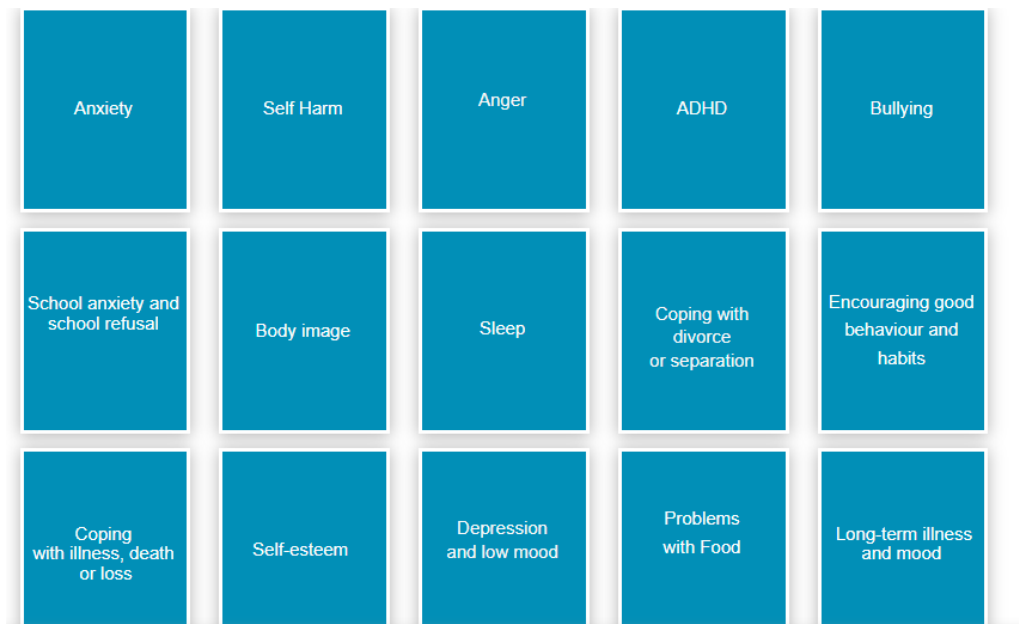 Anxiety
Self Harm
Anger
ADHD
Bullying
School anxiety and
school refusal
Body image
Sleep
Coping with
divorce
or separation
Encouraging good
behaviour and
habits
Coping
with illness, death
or loss
Self-esteem
Depression
and low mood
Problems
with Food
Long-term illness
and mood